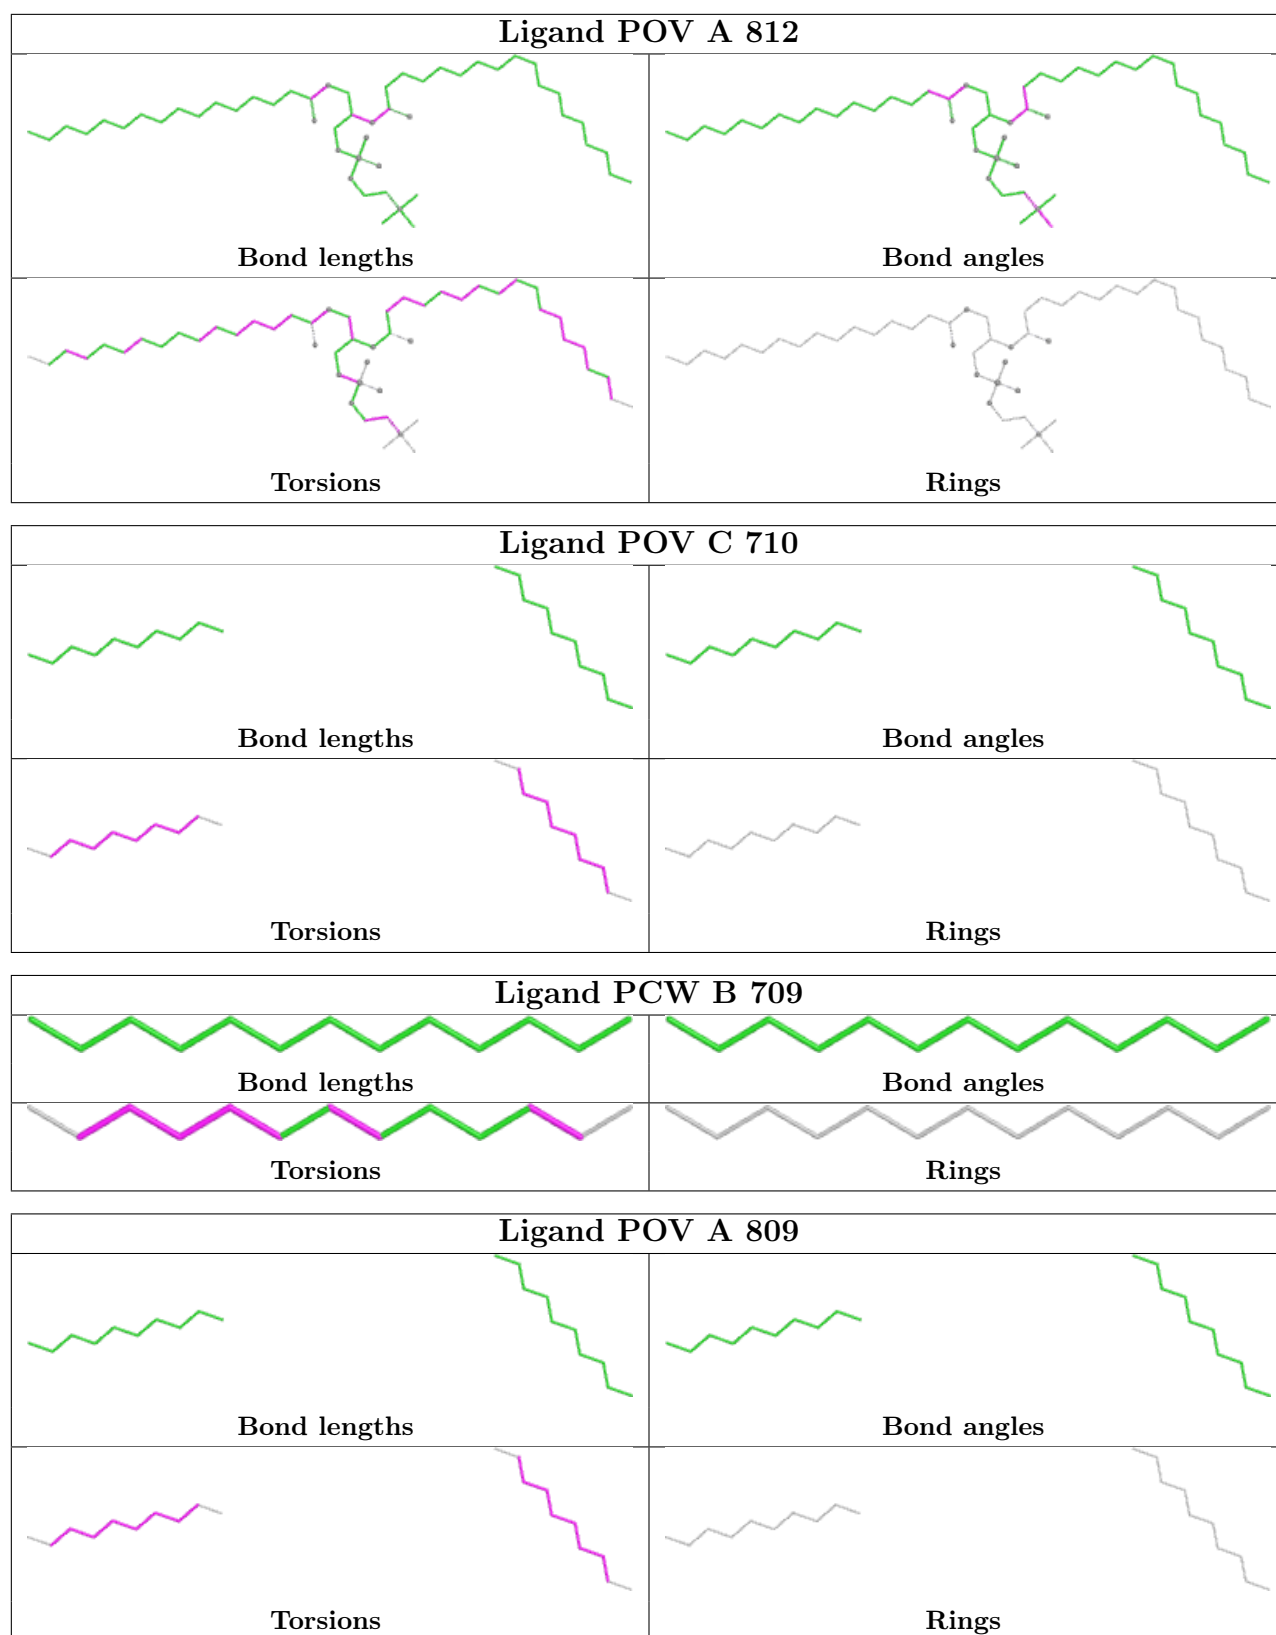 Ligand POV A 812
Bond lengths
Bond angles
Torsions
Rings
Ligand POV C 710
Bond lengths
Bond angles
Torsions
Rings
Ligand PCW B 709
Bond lengths
Bond angles
Torsions
Rings
Ligand POV A 809
Bond lengths
Bond angles
Torsions
Rings